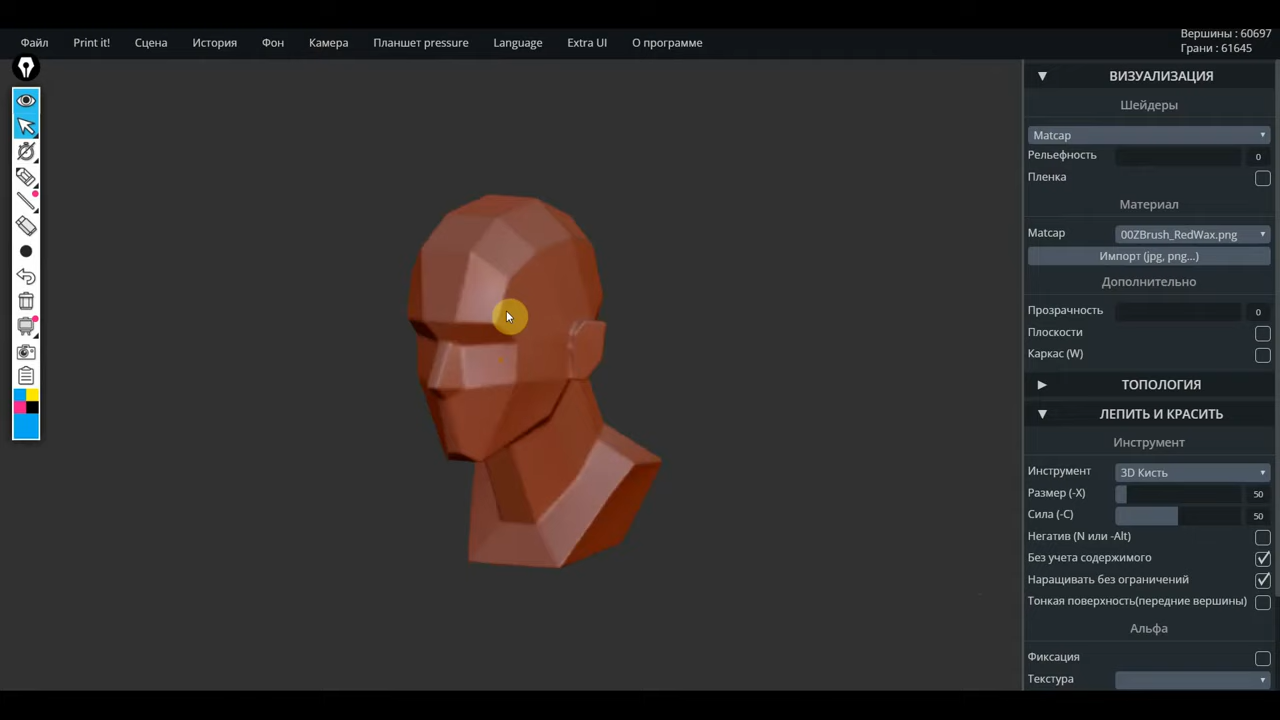 Файл Print it! Сцена История Фон Камера Планшет pressure Language Extra UI О программе
Вершины : 60697
Грани : 61645
ВИЗУАЛИЗАЦИЯ
Шейдеры
Matcap
Рельефность 0
Пленка
Материал
Matcap 00ZBrush_RedWax.png
Импорт (jpg, png...)
Дополнительно
Прозрачность 0
Плоскости
Каркас (W)
ТОПОЛОГИЯ
ЛЕПИТЬ И КРАСИТЬ
Инструмент
Инструмент 3D Кисть
Размер (-X) 50
Сила (-C) 50
Негатив (N или -Alt)
Без учета содержимого
Наращивать без ограничений
Тонкая поверхность(передние вершины)
Альфа
Фиксация
Текстура